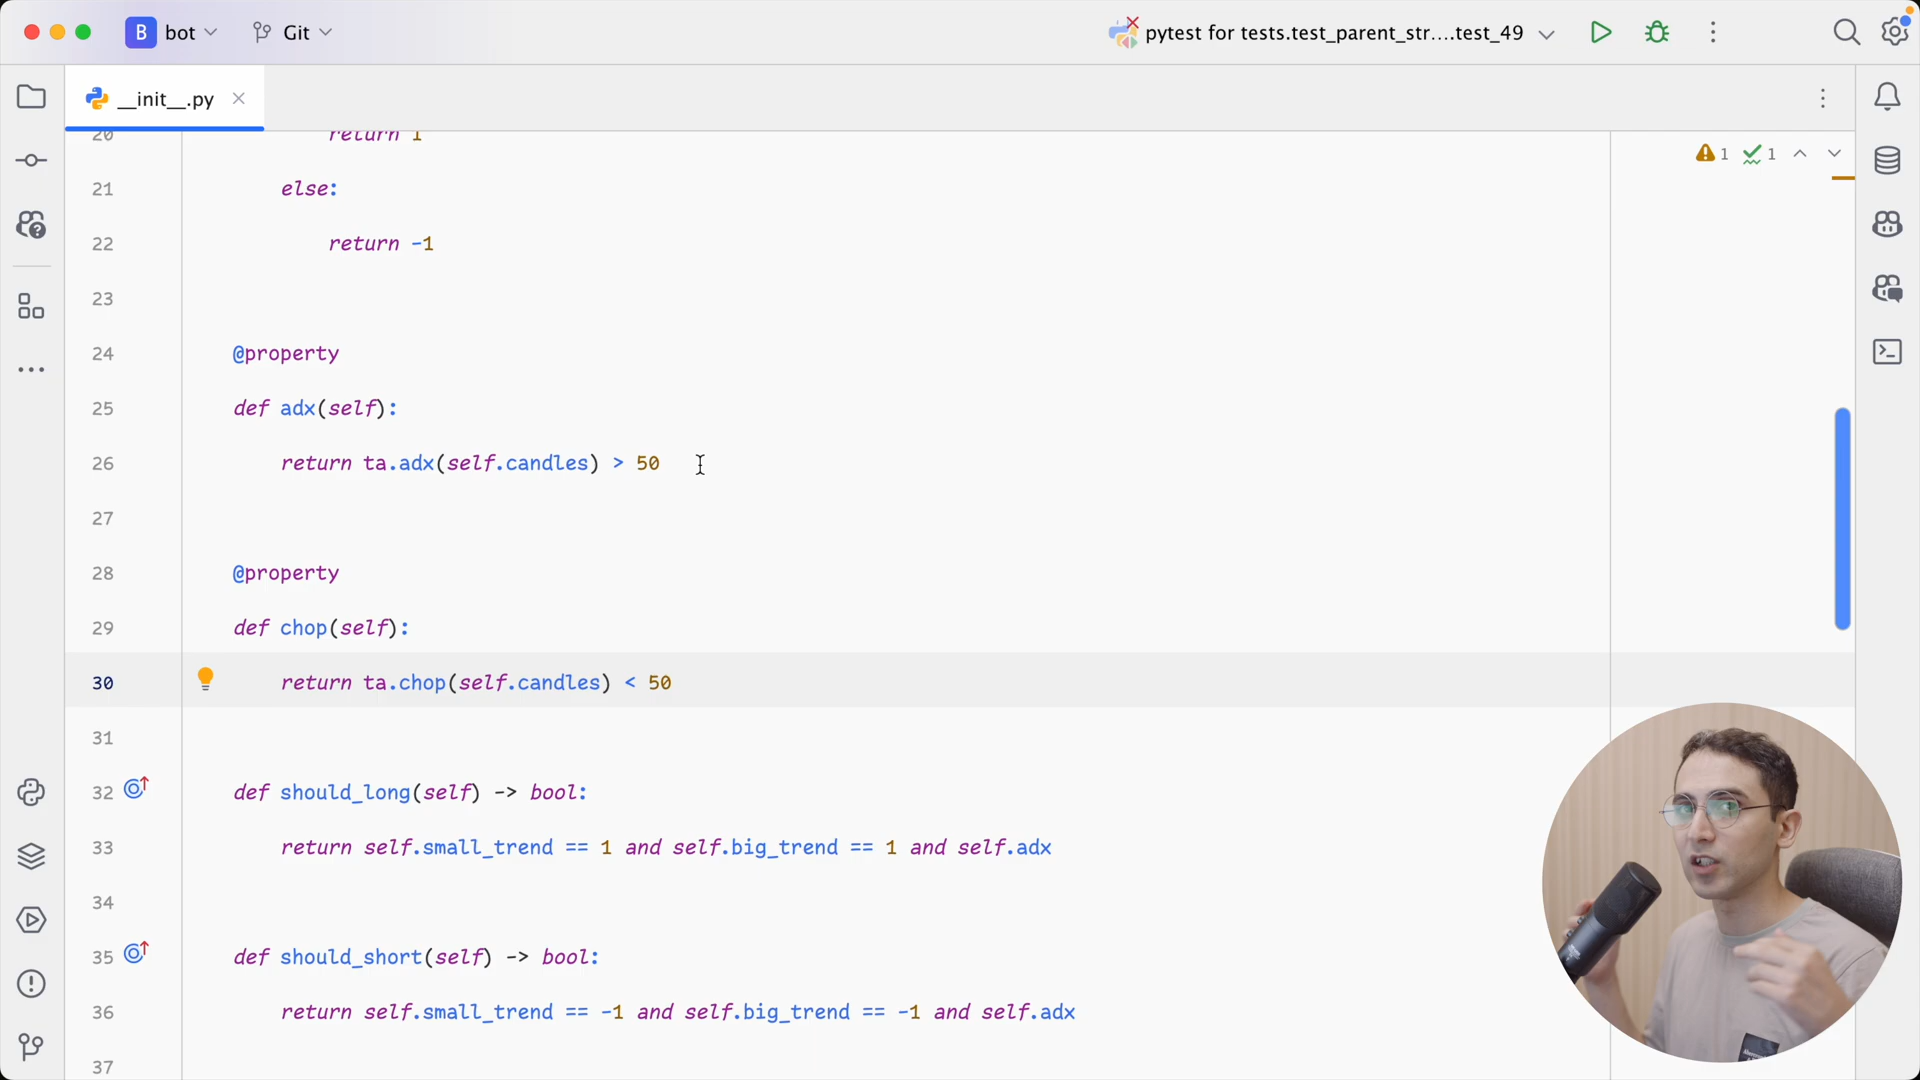 B bot Git
pytest for tests.test_parent_str....test_49
__init__.py
20 return 1
1 1
21 else:
22 return -1
23
24 @property
25 def adx(self):
26 return ta.adx(self.candles) > 50
27
28 @property
29 def chop(self):
30 return ta.chop(self.candles) < 50
31
32 def should_long(self) -> bool:
33 return self.small_trend == 1 and self.big_trend == 1 and self.adx
34
35 def should_short(self) -> bool:
36 return self.small_trend == -1 and self.big_trend == -1 and self.adx
37